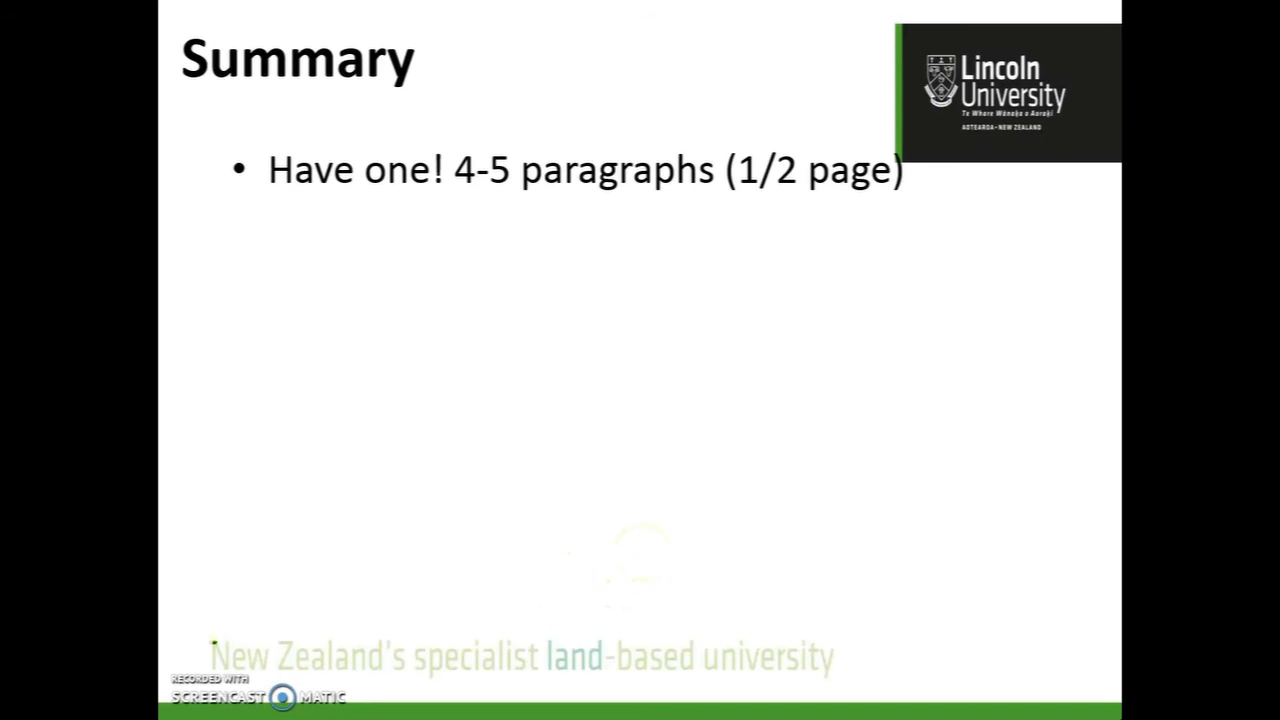 Summary
Lincoln
University
Te Whare Wānaka o Aoraki
AOTEAROA • NEW ZEALAND
• Have one! 4-5 paragraphs (1/2 page)
New Zealand's specialist land-based university
RECORDED WITH
SCREENCAST MATIC